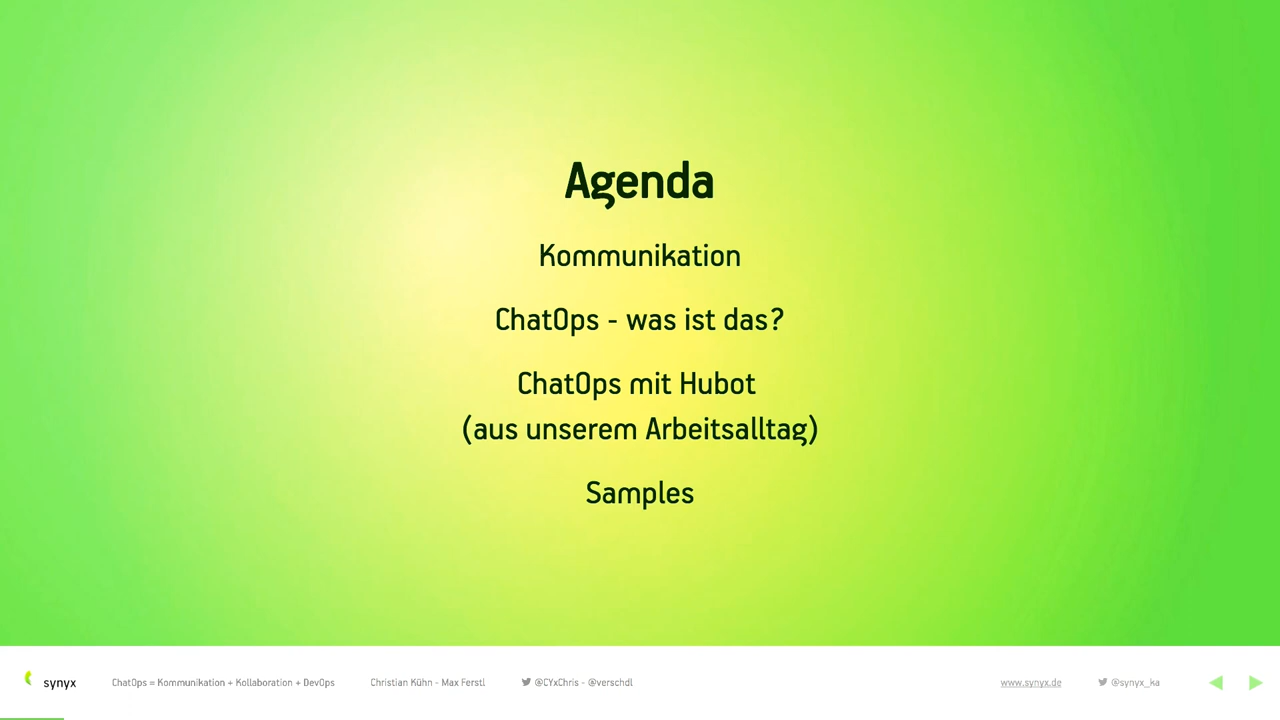 Agenda
Kommunikation
ChatOps - was ist das?
ChatOps mit Hubot
(aus unserem Arbeitsalltag)
Samples
synyx
ChatOps = Kommunikation + Kollaboration + DevOps
Christian Kühn - Max Ferstl
@CYxChris - @verschdl
www.synyx.de
@synyx_ka